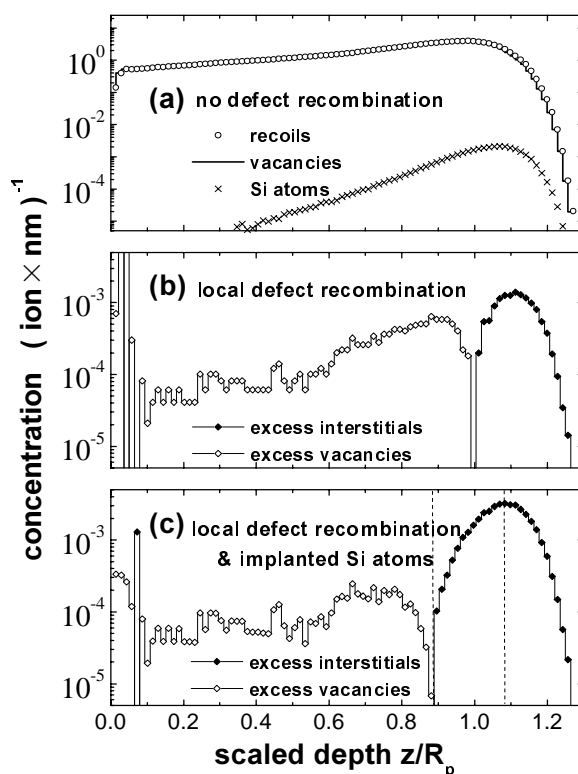 10^0
10^-2
10^-4
(a) no defect recombination
recoils
vacancies
Si atoms
10^-3
10^-4
10^-5
(b) local defect recombination
excess interstitials
excess vacancies
10^-3
10^-4
10^-5
(c) local defect recombination
& implanted Si atoms
excess interstitials
excess vacancies
0.0 0.2 0.4 0.6 0.8 1.0 1.2
scaled depth z/R_p
concentration ( ion × nm )^-1